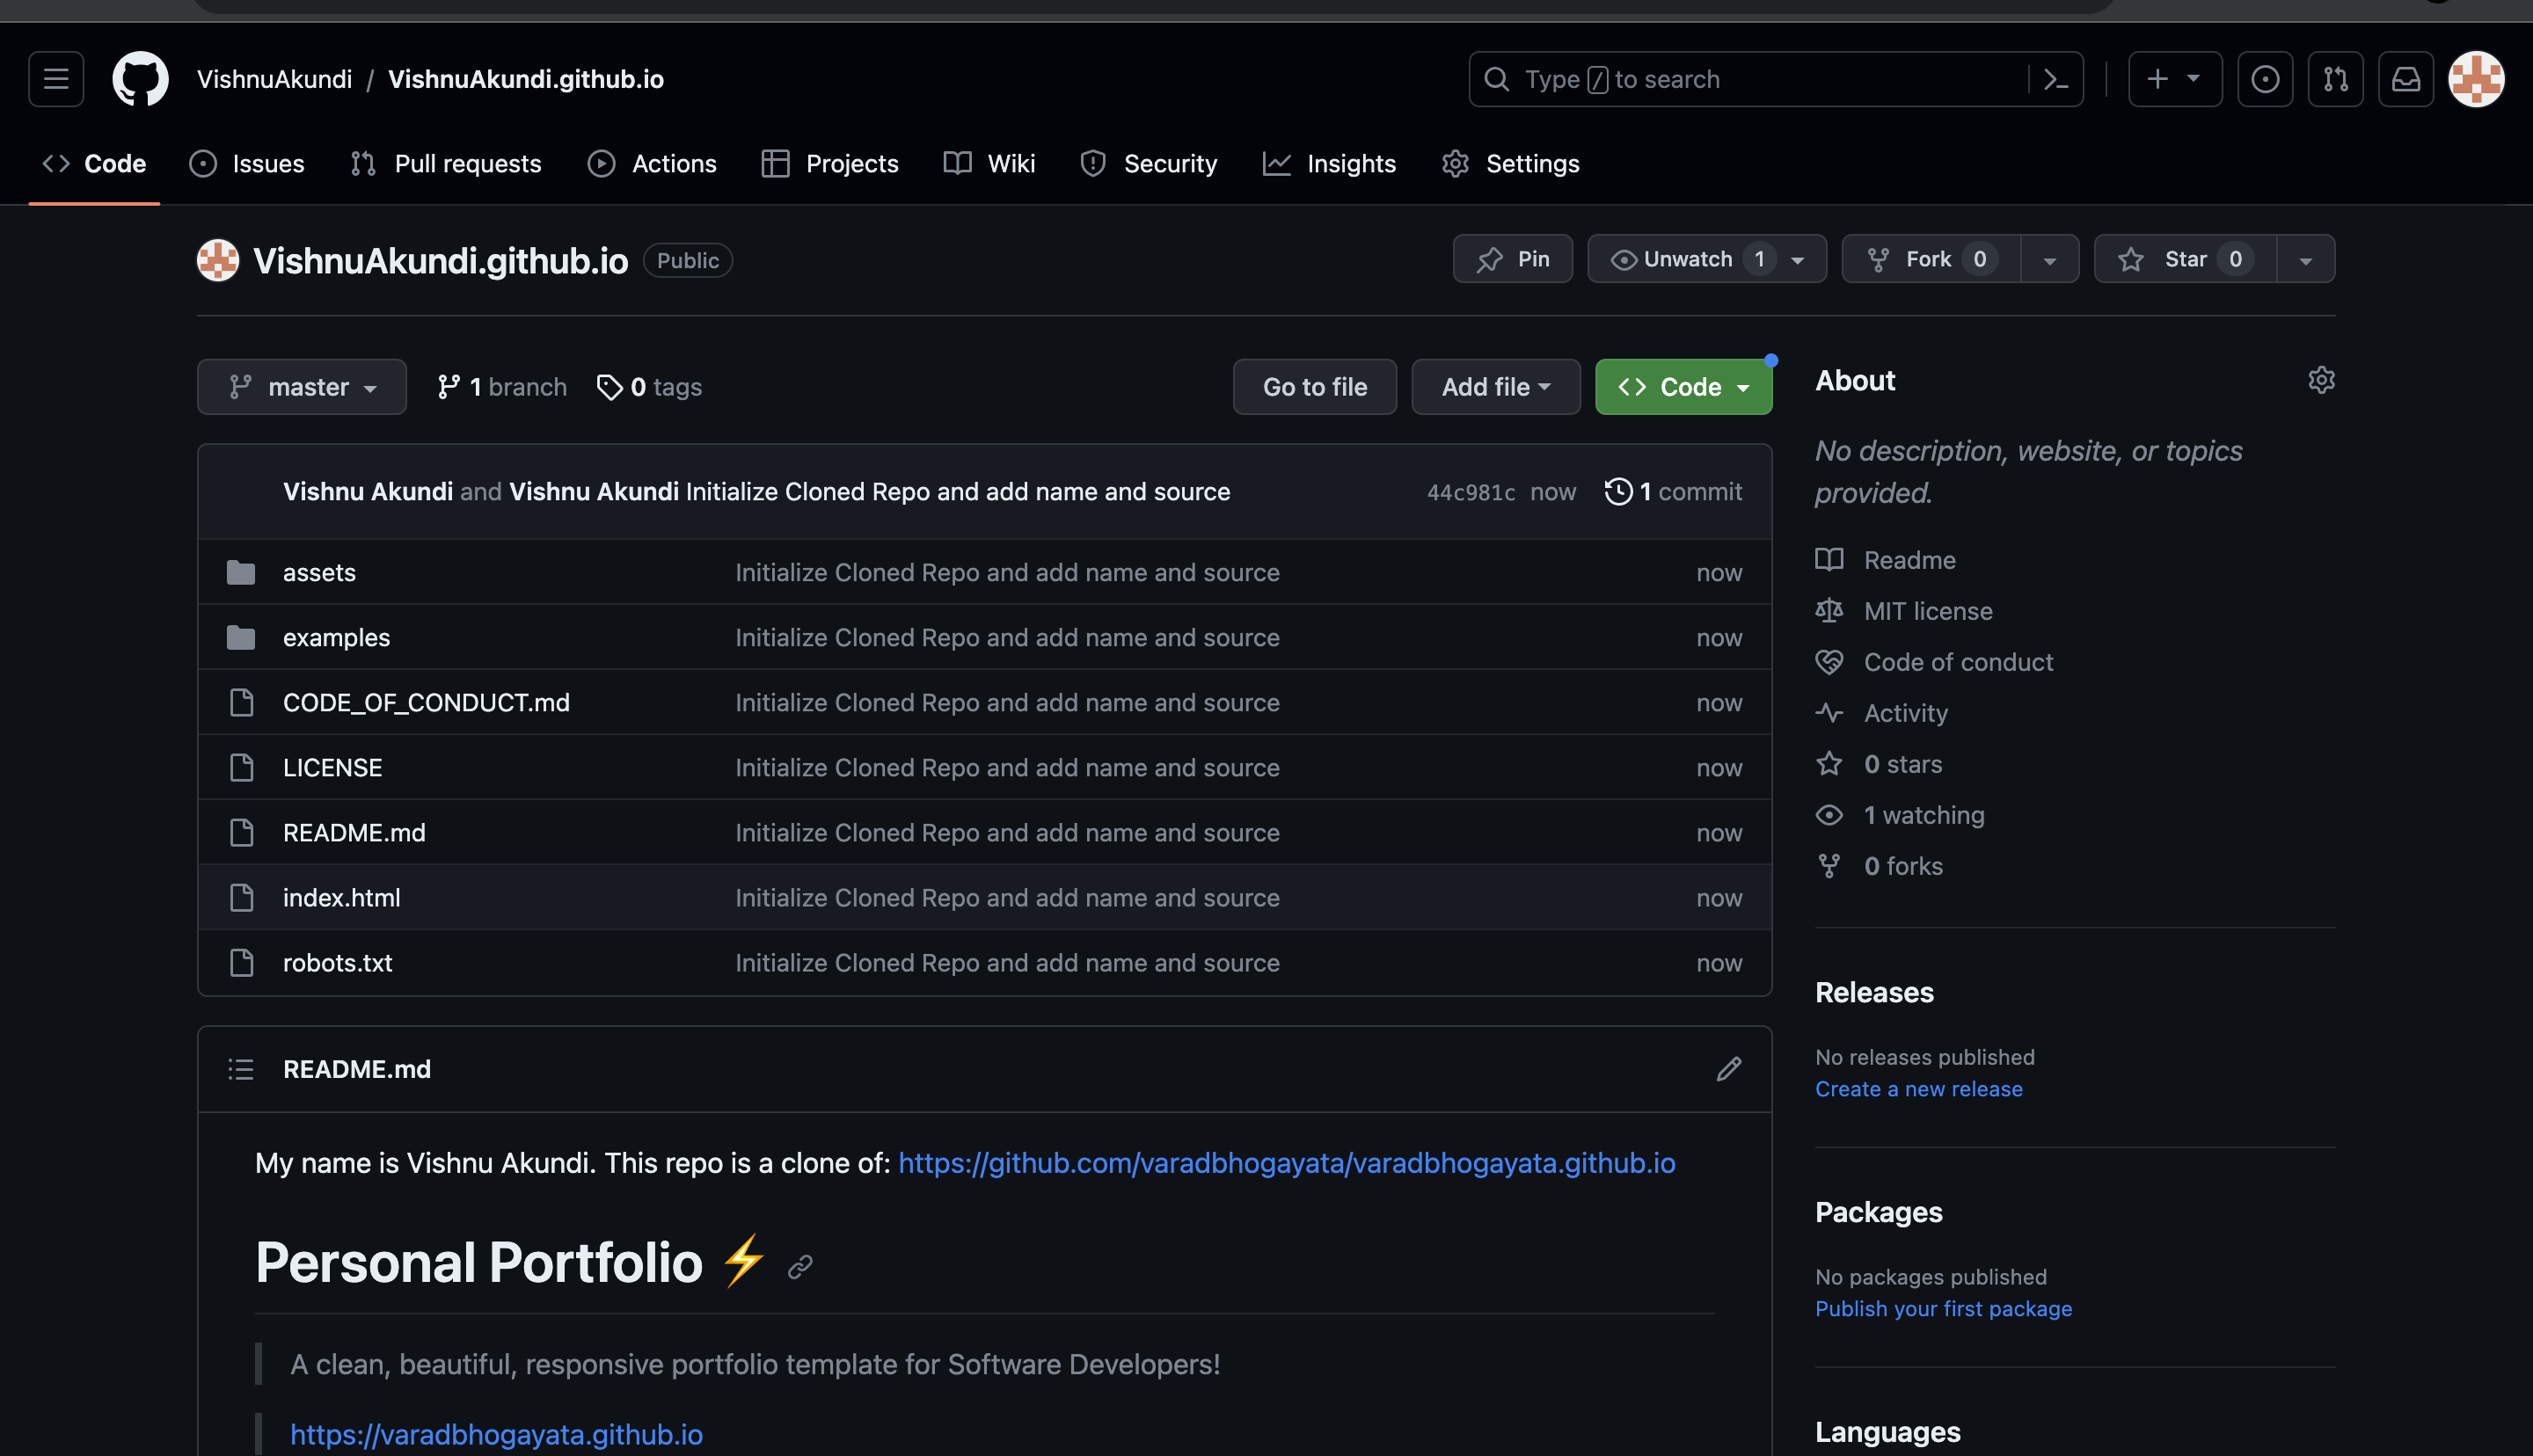 VishnuAkundi / VishnuAkundi.github.io
Type / to search
Code Issues Pull requests Actions Projects Wiki Security Insights Settings
VishnuAkundi.github.io Public
Pin Unwatch 1 Fork 0 Star 0
master 1 branch 0 tags Go to file Add file Code
Vishnu Akundi and Vishnu Akundi Initialize Cloned Repo and add name and source 44c981c now 1 commit
assets Initialize Cloned Repo and add name and source now
examples Initialize Cloned Repo and add name and source now
CODE_OF_CONDUCT.md Initialize Cloned Repo and add name and source now
LICENSE Initialize Cloned Repo and add name and source now
README.md Initialize Cloned Repo and add name and source now
index.html Initialize Cloned Repo and add name and source now
robots.txt Initialize Cloned Repo and add name and source now
README.md
My name is Vishnu Akundi. This repo is a clone of: https://github.com/varadbhogayata/varadbhogayata.github.io
Personal Portfolio ⚡
A clean, beautiful, responsive portfolio template for Software Developers!
https://varadbhogayata.github.io
About
No description, website, or topics
provided.
Readme
MIT license
Code of conduct
Activity
0 stars
1 watching
0 forks
Releases
No releases published
Create a new release
Packages
No packages published
Publish your first package
Languages